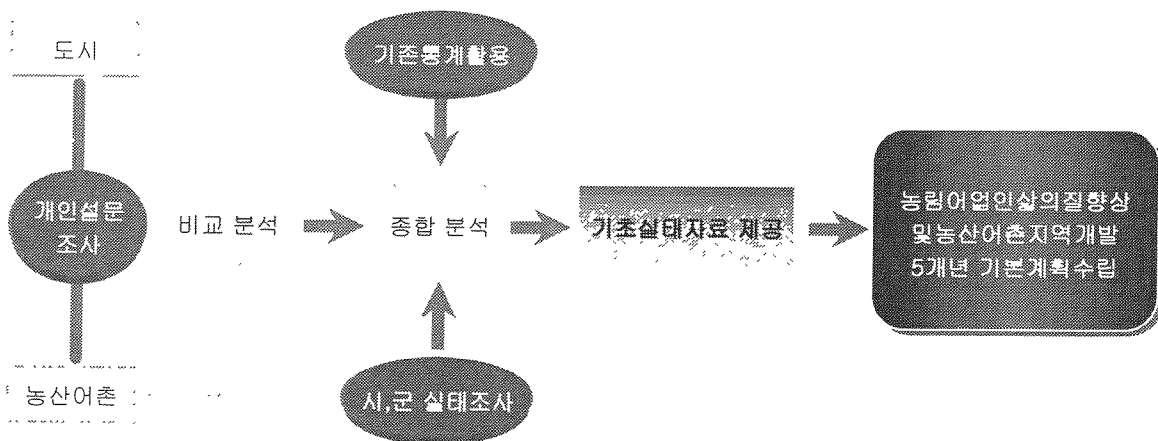 도시
기존통계활용
개인설문
조사
비교 분석
종합 분석
기초실태자료 제공
농림어업인삶의질향상
및농산어촌지역개발
5개년 기본계획수립
농산어촌
시,군 실태조사